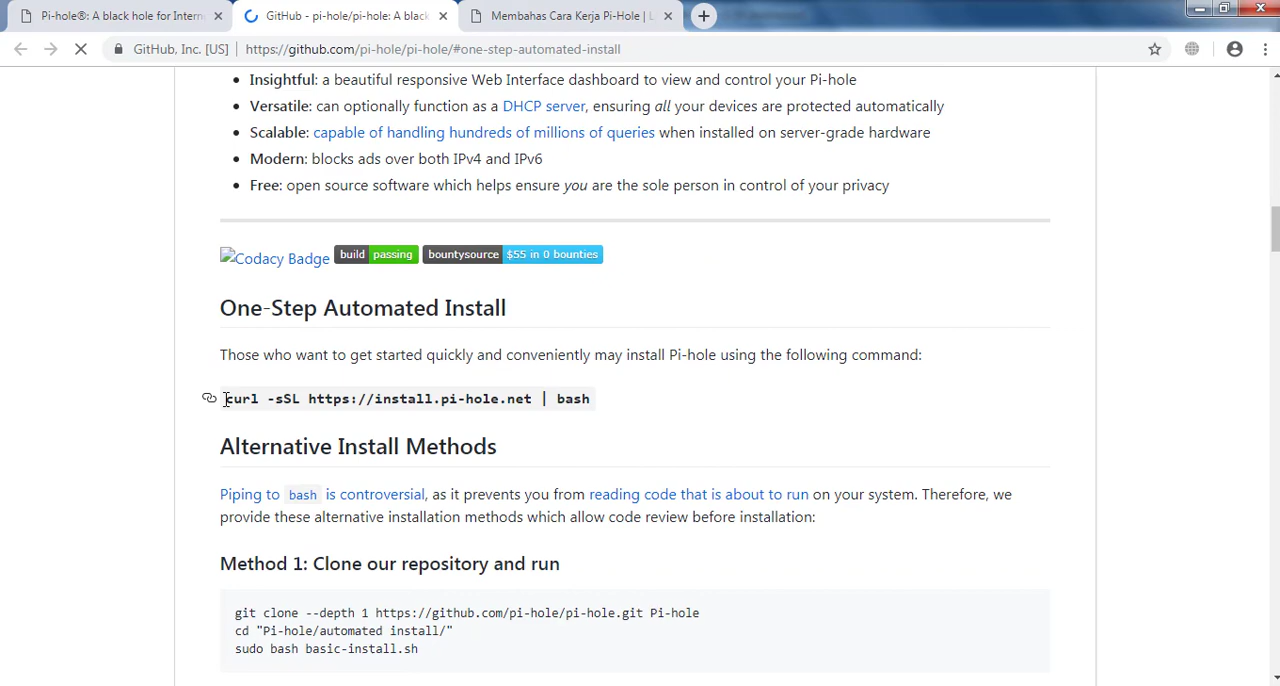 Pi-hole®: A black hole for Intern
GitHub - pi-hole/pi-hole: A black
Membahas Cara Kerja Pi-Hole | L
GitHub, Inc. [US] | https://github.com/pi-hole/pi-hole/#one-step-automated-install
Insightful: a beautiful responsive Web Interface dashboard to view and control your Pi-hole
Versatile: can optionally function as a DHCP server, ensuring all your devices are protected automatically
Scalable: capable of handling hundreds of millions of queries when installed on server-grade hardware
Modern: blocks ads over both IPv4 and IPv6
Free: open source software which helps ensure you are the sole person in control of your privacy
Codacy Badge build passing bountysource $55 in 0 bounties
One-Step Automated Install
Those who want to get started quickly and conveniently may install Pi-hole using the following command:
curl -sSL https://install.pi-hole.net | bash
Alternative Install Methods
Piping to bash is controversial, as it prevents you from reading code that is about to run on your system. Therefore, we
provide these alternative installation methods which allow code review before installation:
Method 1: Clone our repository and run
git clone --depth 1 https://github.com/pi-hole/pi-hole.git Pi-hole
cd "Pi-hole/automated install/"
sudo bash basic-install.sh